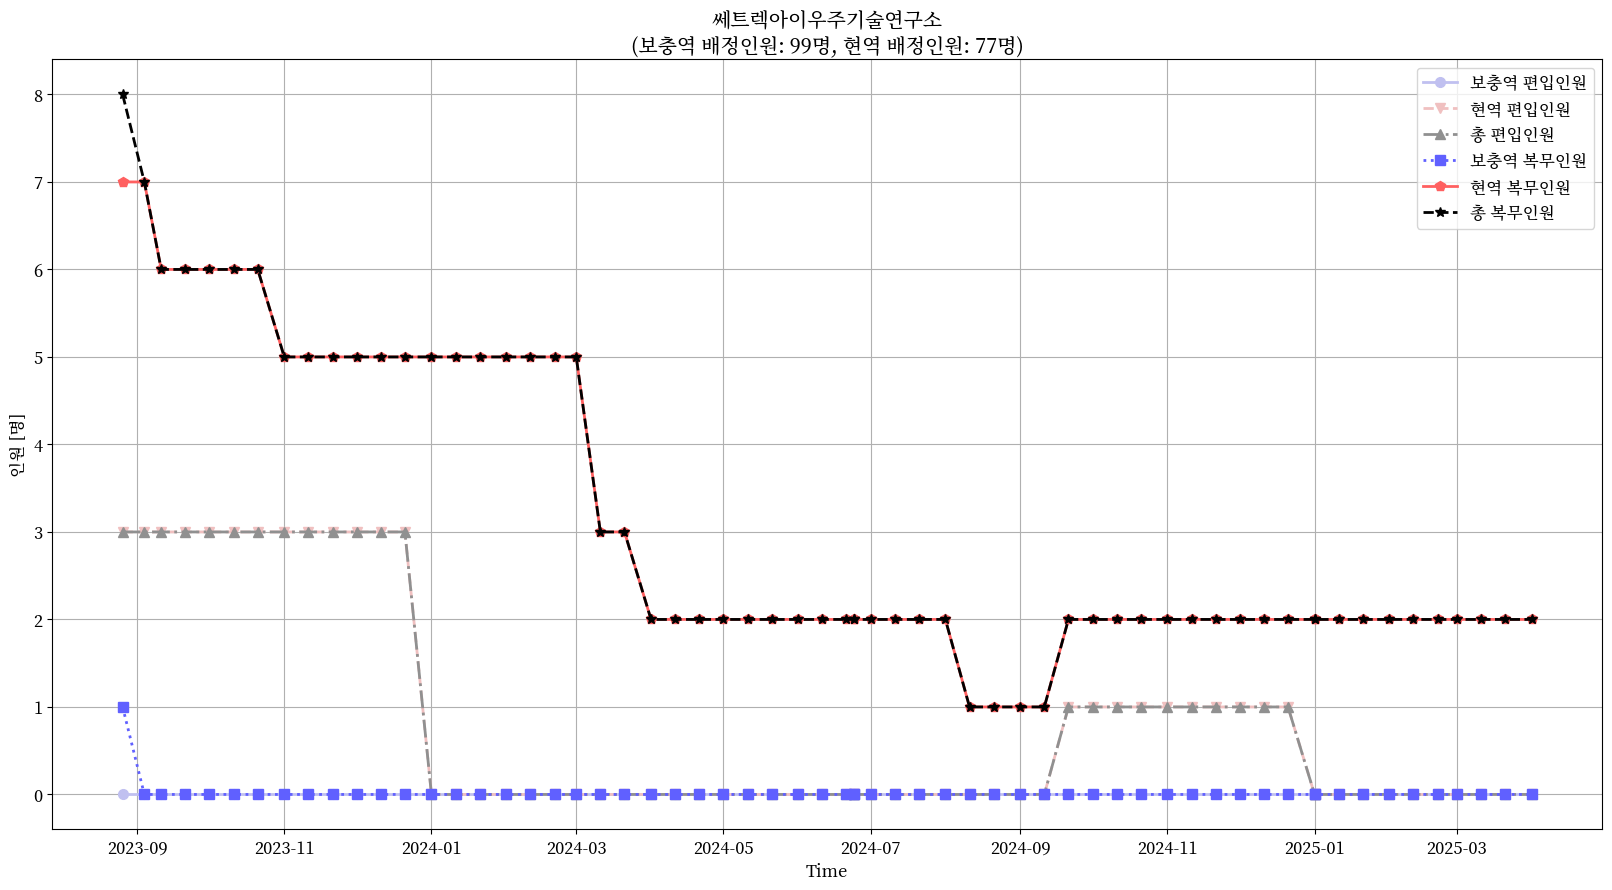 쎄트렉아이우주기술연구소
(보충역 배정인원: 99명, 현역 배정인원: 77명)
보충역 편입인원
현역 편입인원
총 편입인원
보충역 복무인원
현역 복무인원
총 복무인원
인원 [명]
8
7
6
5
4
3
2
1
0
2023-09 2023-11 2024-01 2024-03 2024-05 2024-07 2024-09 2024-11 2025-01 2025-03
Time